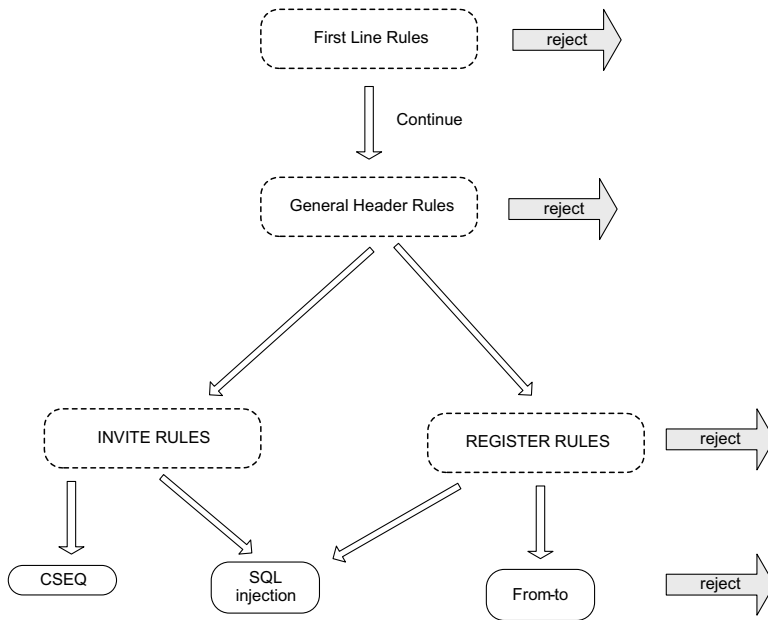 First Line Rules
reject
Continue
General Header Rules
reject
INVITE RULES
REGISTER RULES
reject
CSEQ
SQL
injection
From-to
reject